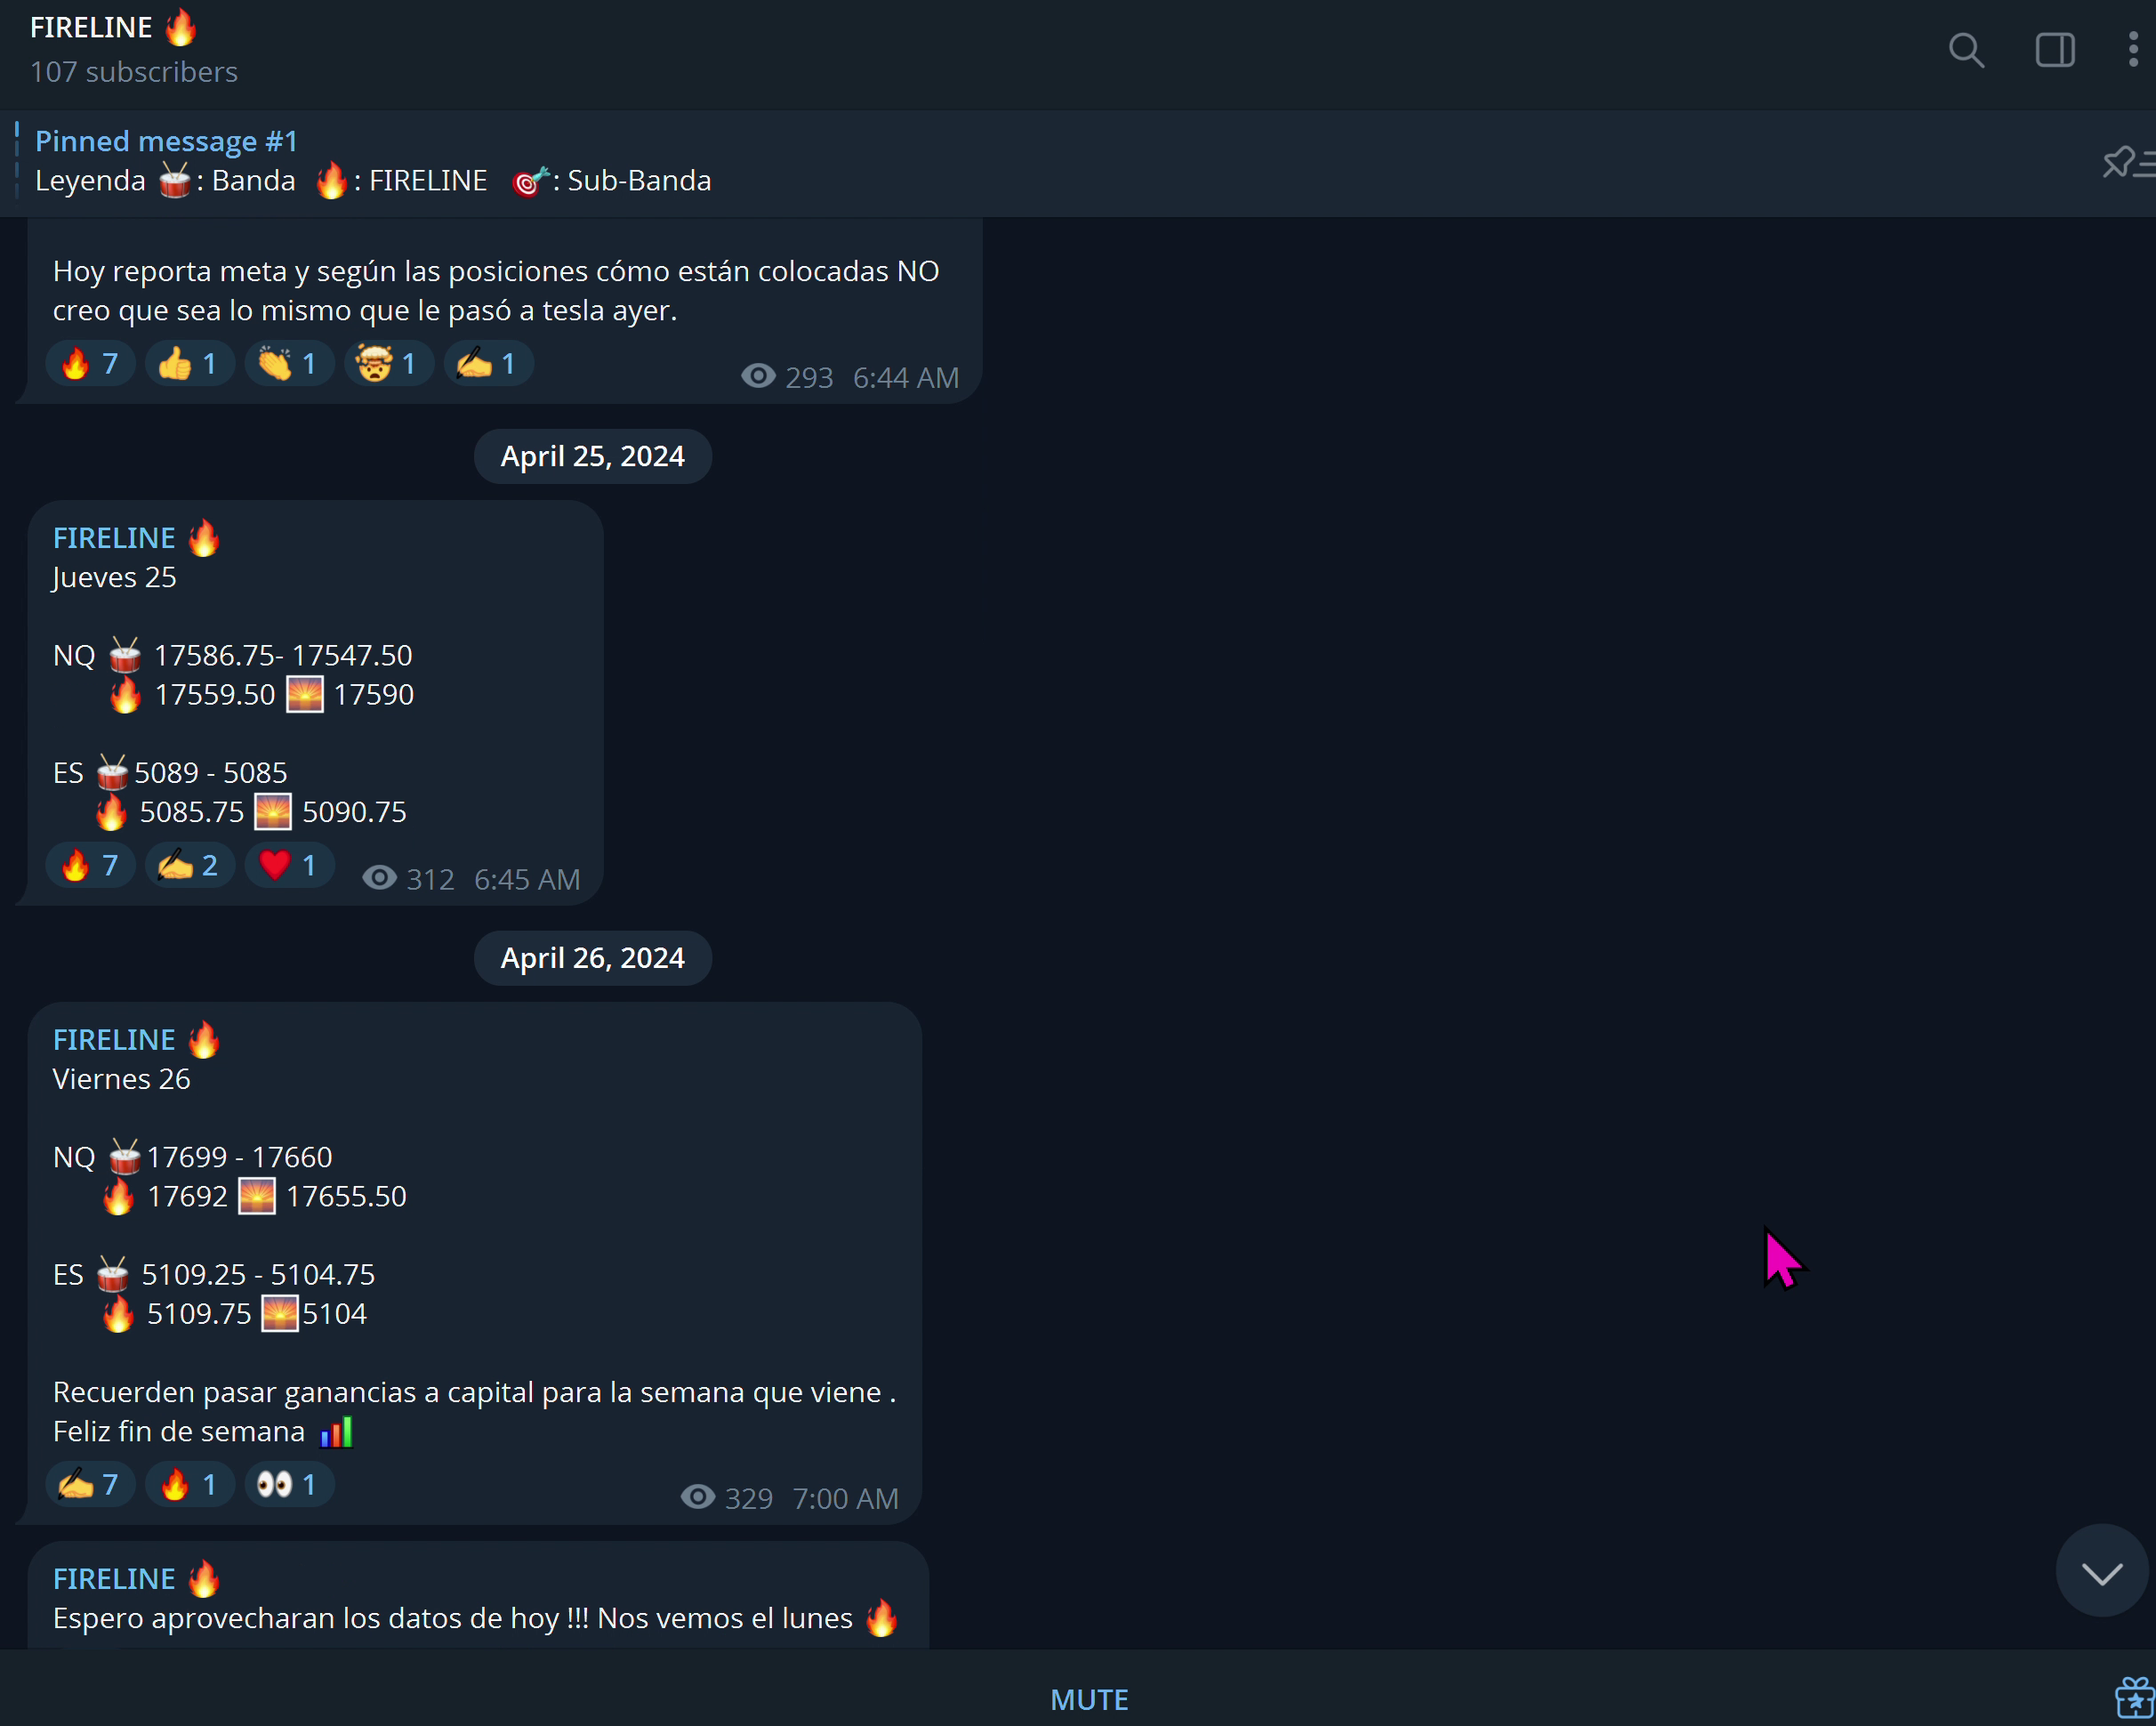 FIRELINE 🔥
107 subscribers
Pinned message #1
Leyenda 🥁: Banda 🔥: FIRELINE 🎯: Sub-Banda
Hoy reporta meta y según las posiciones cómo están colocadas NO
creo que sea lo mismo que le pasó a tesla ayer.
🔥 7 👍 1 👏 1 🤯 1 ✍️ 1 293 6:44 AM
April 25, 2024
FIRELINE 🔥
Jueves 25
NQ 🥁 17586.75- 17547.50
🔥 17559.50 🌅 17590
ES 🥁5089 - 5085
🔥 5085.75 🌅 5090.75
🔥 7 ✍️ 2 ❤️ 1 312 6:45 AM
April 26, 2024
FIRELINE 🔥
Viernes 26
NQ 🥁17699 - 17660
🔥 17692 🌅 17655.50
ES 🥁 5109.25 - 5104.75
🔥 5109.75 🌅5104
Recuerden pasar ganancias a capital para la semana que viene .
Feliz fin de semana 📊
✍️ 7 🔥 1 👀 1 329 7:00 AM
FIRELINE 🔥
Espero aprovecharan los datos de hoy !!! Nos vemos el lunes 🔥
MUTE